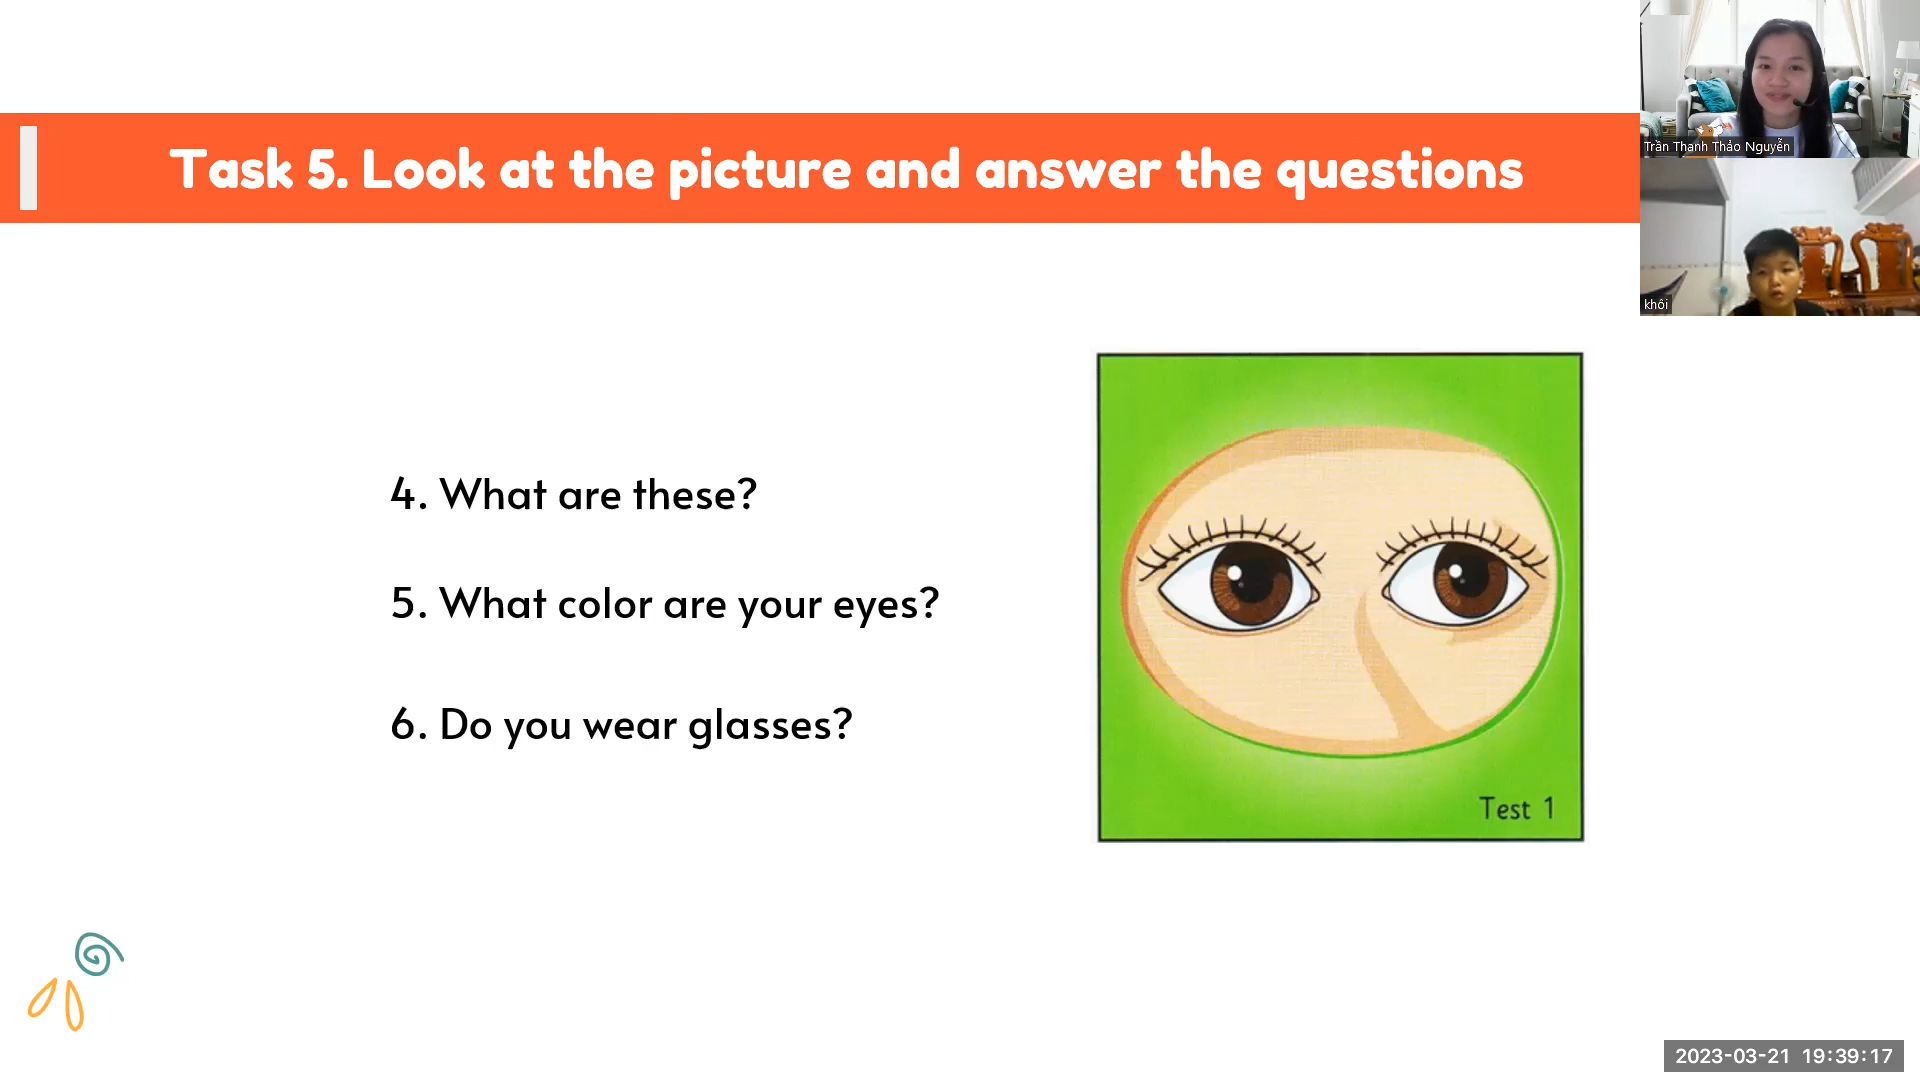 Task 5. Look at the picture and answer the questions
Trần Thanh Thảo Nguyễn
khôi
4. What are these?
5. What color are your eyes?
6. Do you wear glasses?
Test 1
2023-03-21 19:39:17